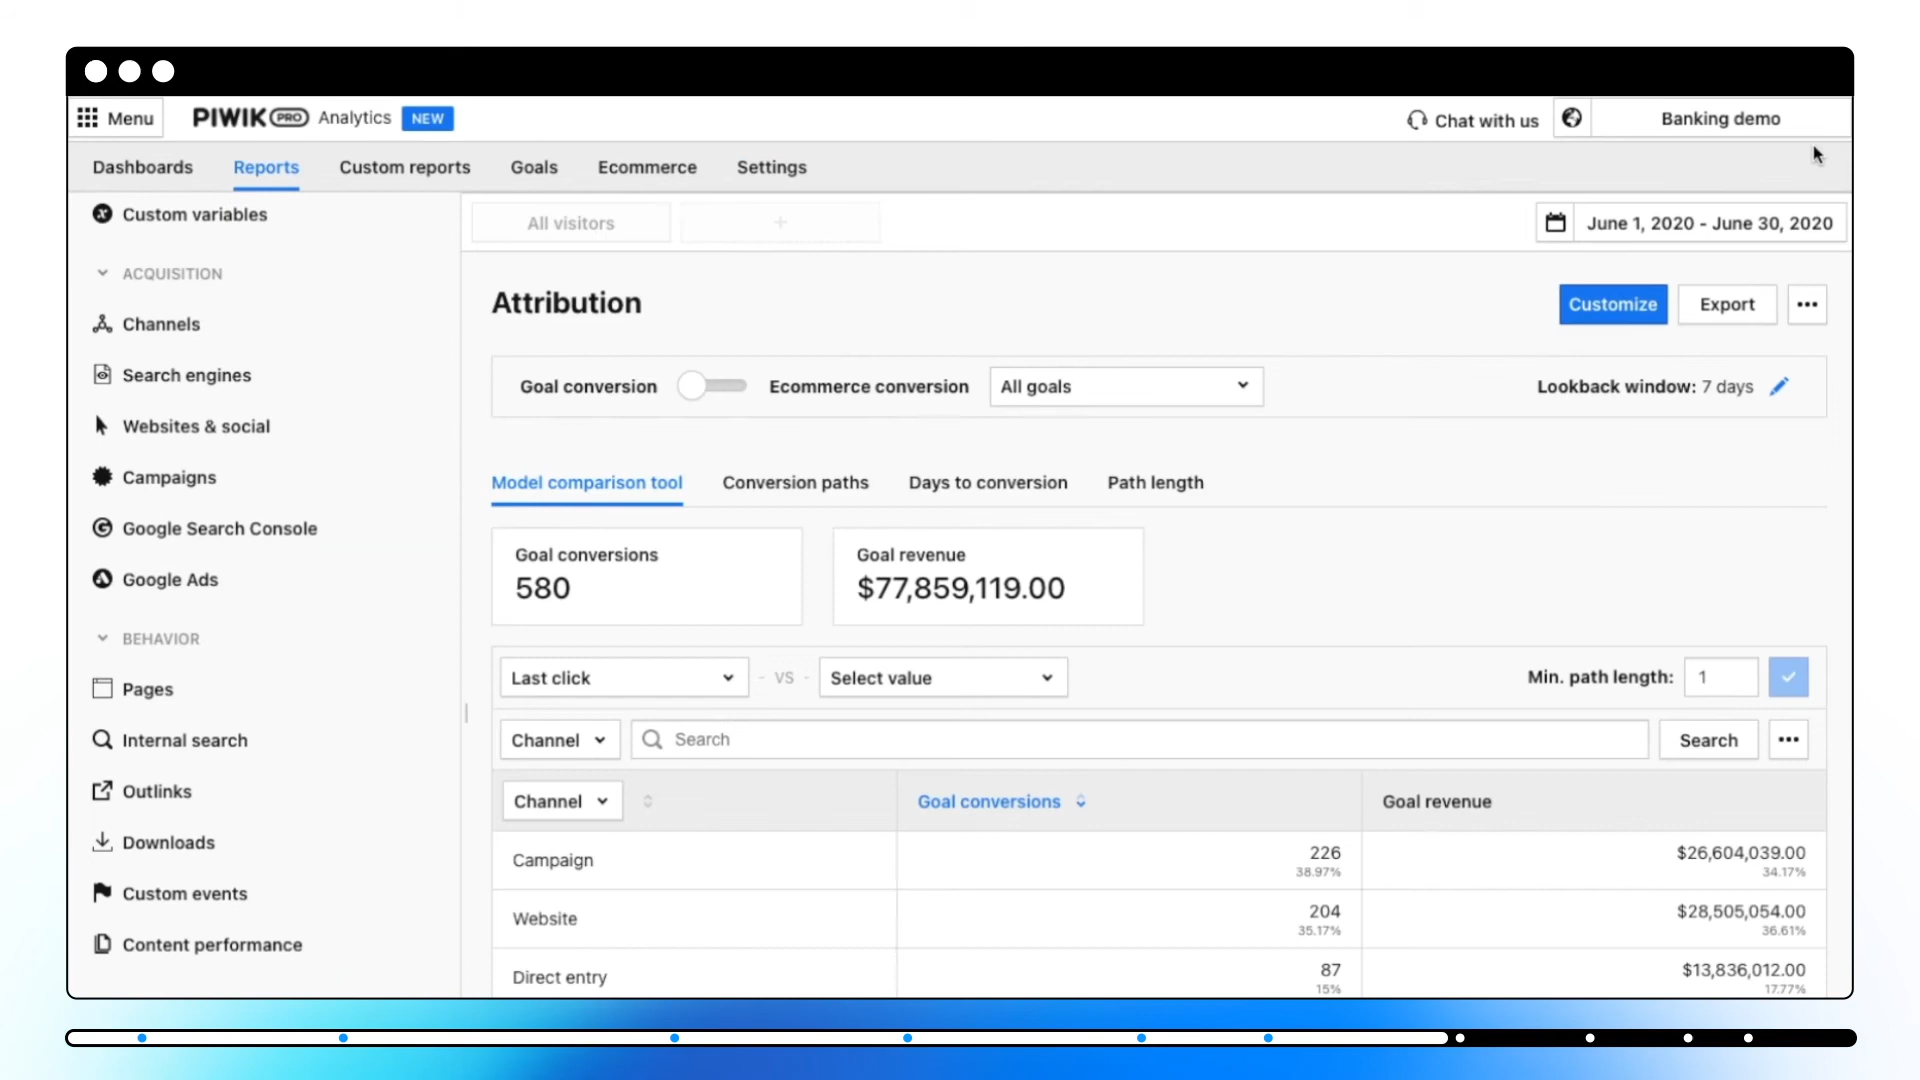 Menu
PIWIK PRO Analytics NEW
Chat with us
Banking demo
Dashboards
Reports
Custom reports
Goals
Ecommerce
Settings
Custom variables
ACQUISITION
Channels
Search engines
Websites & social
Campaigns
Google Search Console
Google Ads
BEHAVIOR
Pages
Internal search
Outlinks
Downloads
Custom events
Content performance
All visitors
+
June 1, 2020 - June 30, 2020
Attribution
Customize
Export
Goal conversion
Ecommerce conversion
All goals
Lookback window: 7 days
Model comparison tool
Conversion paths
Days to conversion
Path length
Goal conversions
580
Goal revenue
$77,859,119.00
Last click
- VS -
Select value
Min. path length: 1
Channel
Search
Search
Channel
Goal conversions
Goal revenue
Campaign
226
38.97%
$26,604,039.00
34.17%
Website
204
35.17%
$28,505,054.00
36.61%
Direct entry
87
15%
$13,836,012.00
17.77%